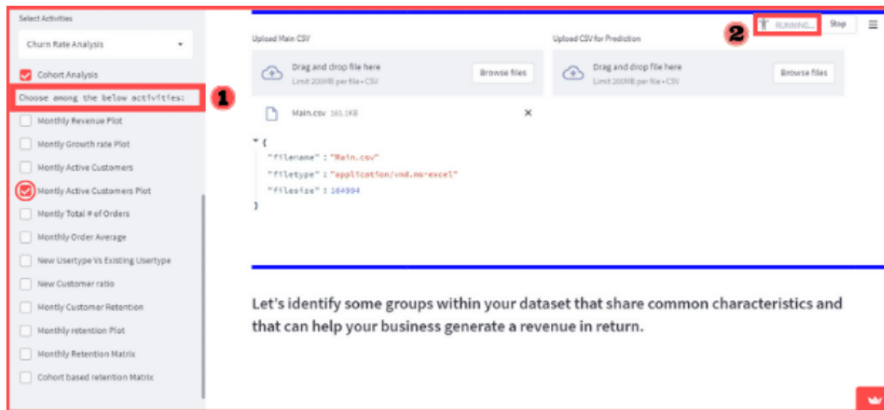 Select Activities
Churn Rate Analysis
Cohort Analysis
Choose among the below activities:
1
Monthly Revenue Plot
Montly Growth rate Plot
Montly Active Customers
Montly Active Customers Plot
Montly Total # of Orders
Monthly Order Average
New Usertype Vs Existing Usertype
New Customer ratio
Montly Customer Retention
Monthly retention Plot
Monthly Retention Matrix
Cohort based retention Matrix
2
RUNNING...
Stop
Upload Main CSV
Drag and drop file here
Limit 200MB per file • CSV
Browse files
Upload CSV for Prediction
Drag and drop file here
Limit 200MB per file • CSV
Browse files
Main.csv 161.1KB
{
"filename" : "Main.csv"
"filetype" : "application/vnd.ms-excel"
"filesize" : 164994
}
Let's identify some groups within your dataset that share common characteristics and
that can help your business generate a revenue in return.